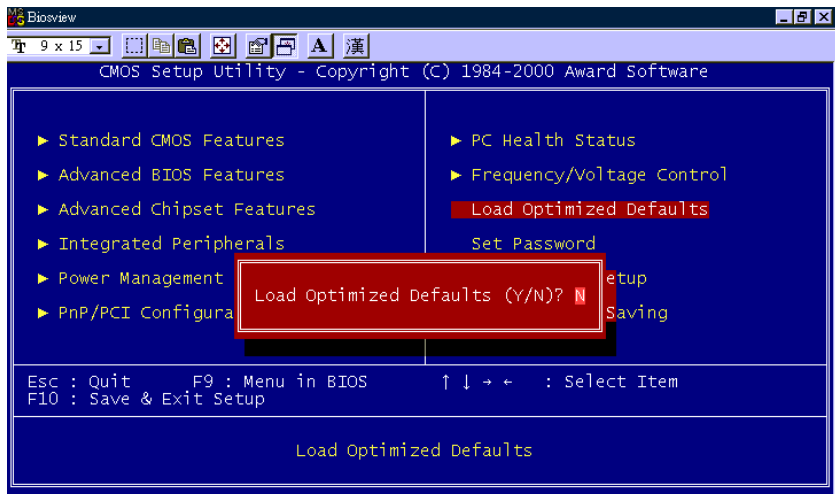 Biosview
Tr 9 x 15 A 漢
CMOS Setup Utility - Copyright (C) 1984-2000 Award Software
► Standard CMOS Features
► Advanced BIOS Features
► Advanced Chipset Features
► Integrated Peripherals
► Power Management
► PnP/PCI Configura
► PC Health Status
► Frequency/Voltage Control
Load Optimized Defaults
Set Password
etup
Saving
Load Optimized Defaults (Y/N)? N
Esc : Quit F9 : Menu in BIOS ↑ ↓ → ← : Select Item
F10 : Save & Exit Setup
Load Optimized Defaults